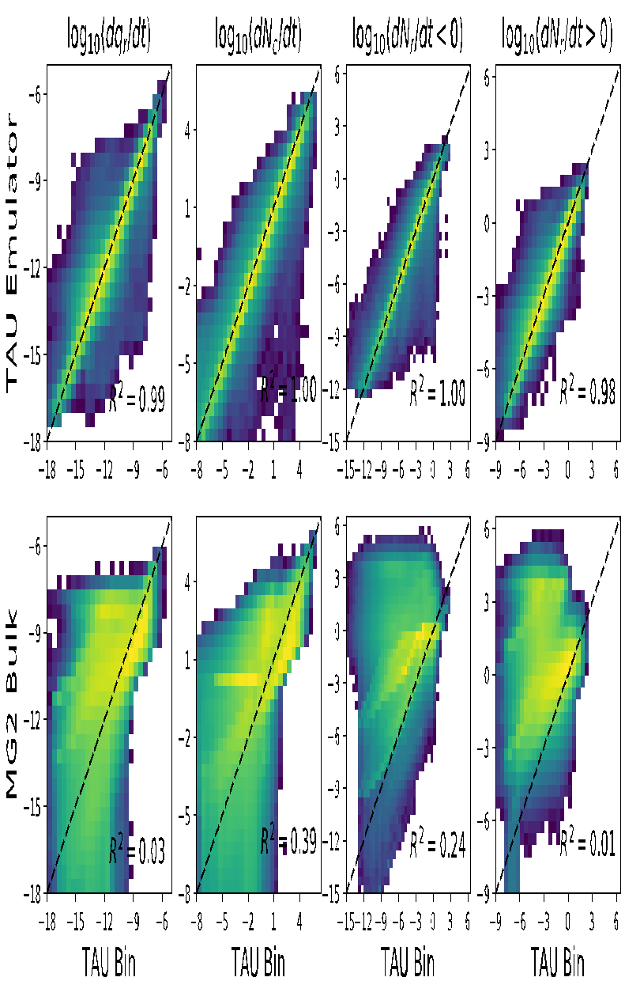 log10(dqr/dt) log10(dNc/dt) log10(dNr/dt < 0) log10(dNr/dt > 0)
TAU Emulator
−6 4 6 6
−9 1 3 3
−12 −2 0 0
−15 −5 −3 −3
−18 −8 −6 −6
−9 −9
−12
−15
R² = 0.99 R² = 1.00 R² = 1.00 R² = 0.98
−18 −15 −12 −9 −6 −8 −5 −2 1 4 −15 −12 −9 −6 −3 0 3 6 −9 −6 −3 0 3 6
MG2 Bulk
−6 4 6 6
−9 1 3 3
−12 −2 0 0
−15 −5 −3 −3
−18 −8 −6 −6
−9 −9
−12
−15
R² = 0.03 R² = 0.39 R² = 0.24 R² = 0.01
−18 −15 −12 −9 −6 −8 −5 −2 1 4 −15 −12 −9 −6 −3 0 3 6 −9 −6 −3 0 3 6
TAU Bin TAU Bin TAU Bin TAU Bin